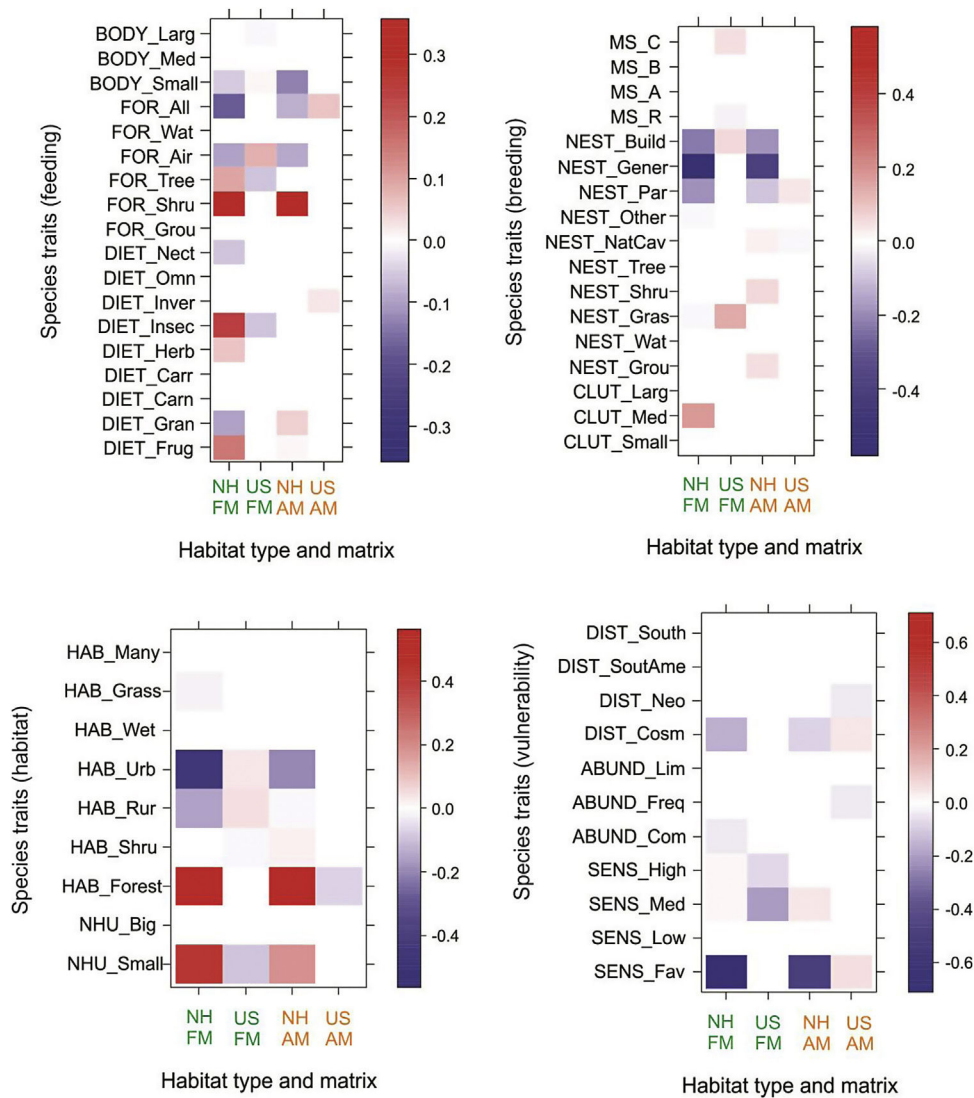 Species traits (feeding)
BODY_Larg
BODY_Med
BODY_Small
FOR_All
FOR_Wat
FOR_Air
FOR_Tree
FOR_Shru
FOR_Grou
DIET_Nect
DIET_Omn
DIET_Inver
DIET_Insec
DIET_Herb
DIET_Carr
DIET_Carn
DIET_Gran
DIET_Frug
0.3
0.2
0.1
0.0
-0.1
-0.2
-0.3
NH US NH US
FM FM AM AM
Habitat type and matrix
Species traits (breeding)
MS_C
MS_B
MS_A
MS_R
NEST_Build
NEST_Gener
NEST_Par
NEST_Other
NEST_NatCav
NEST_Tree
NEST_Shru
NEST_Gras
NEST_Wat
NEST_Grou
CLUT_Larg
CLUT_Med
CLUT_Small
0.4
0.2
0.0
-0.2
-0.4
NH US NH US
FM FM AM AM
Habitat type and matrix
Species traits (habitat)
HAB_Many
HAB_Grass
HAB_Wet
HAB_Urb
HAB_Rur
HAB_Shru
HAB_Forest
NHU_Big
NHU_Small
0.4
0.2
0.0
-0.2
-0.4
NH US NH US
FM FM AM AM
Habitat type and matrix
Species traits (vulnerability)
DIST_South
DIST_SoutAme
DIST_Neo
DIST_Cosm
ABUND_Lim
ABUND_Freq
ABUND_Com
SENS_High
SENS_Med
SENS_Low
SENS_Fav
0.6
0.4
0.2
0.0
-0.2
-0.4
-0.6
NH US NH US
FM FM AM AM
Habitat type and matrix